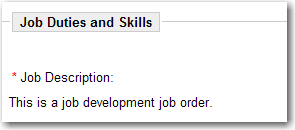 Job Duties and Skills
* Job Description:
This is a job development job order.